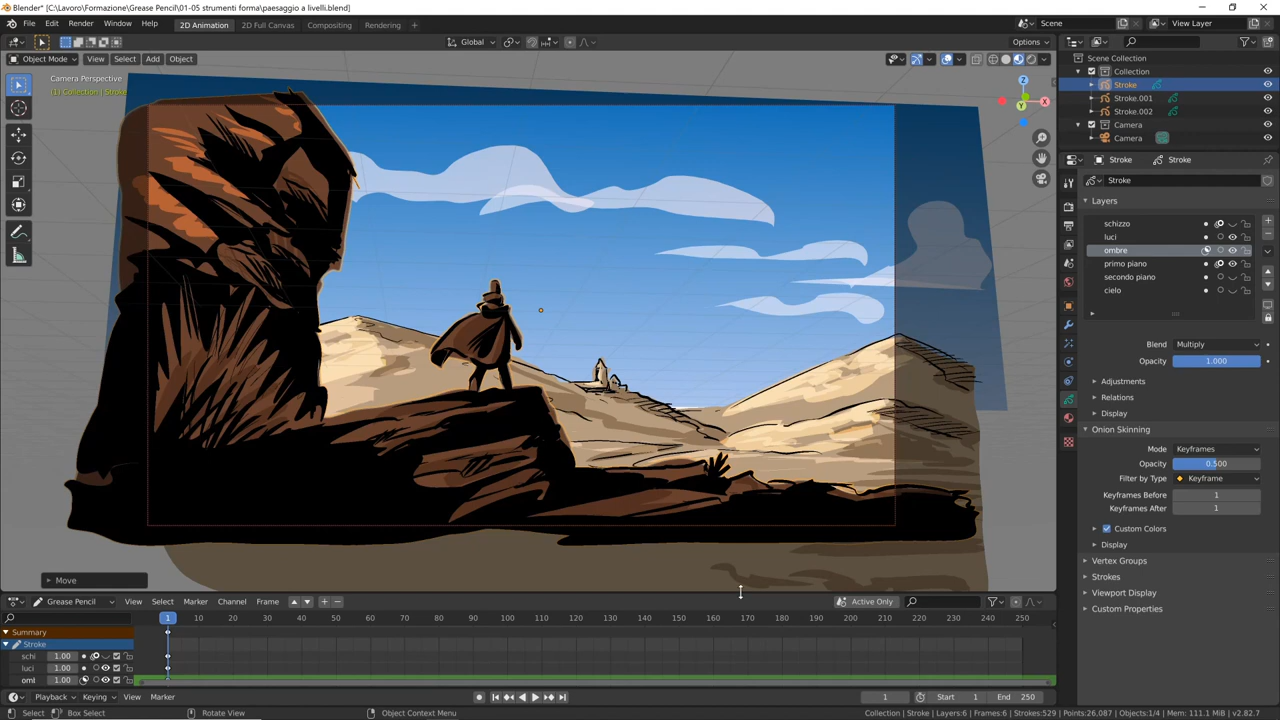 Blender* [C:\Lavoro\Formazione\Grease Pencil\01-05 strumenti forma\paesaggio a livelli.blend]
File Edit Render Window Help 2D Animation 2D Full Canvas Compositing Rendering Scene View Layer
Global Options
Object Mode View Select Add Object
Camera Perspective
(1) Collection | Stroke
Z
X
Y
Scene Collection
Collection
Stroke
Stroke.001
Stroke.002
Camera
Camera
Stroke Stroke
Stroke
Layers
schizzo
luci
ombre
primo piano
secondo piano
cielo
Blend Multiply
Opacity 1.000
Adjustments
Relations
Display
Onion Skinning
Mode Keyframes
Opacity 0.500
Filter by Type Keyframe
Keyframes Before 1
Keyframes After 1
Custom Colors
Display
Vertex Groups
Strokes
Viewport Display
Custom Properties
Move
Grease Pencil View Select Marker Channel Frame Active Only
1 10 20 30 40 50 60 70 80 90 100 110 120 130 140 150 160 170 180 190 200 210 220 230 240 250
Summary
Stroke
schi 1.00
luci 1.00
oml 1.00
Playback Keying View Marker 1 Start 1 End 250
Select Box Select Rotate View Object Context Menu Collection | Stroke | Layers:6 | Frames:6 | Strokes:529 | Points:26,087 | Objects:1/4 | Mem: 111.1 MiB | v2.82.7